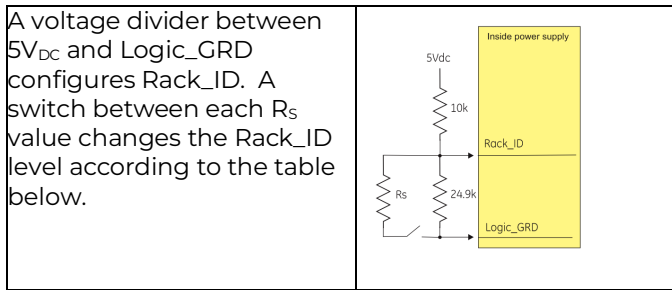 A voltage divider between
5VDC and Logic_GRD
configures Rack_ID.  A
switch between each RS
value changes the Rack_ID
level according to the table
below.
Inside power supply
5Vdc
10k
Rack_ID
Rs
24.9k
Logic_GRD